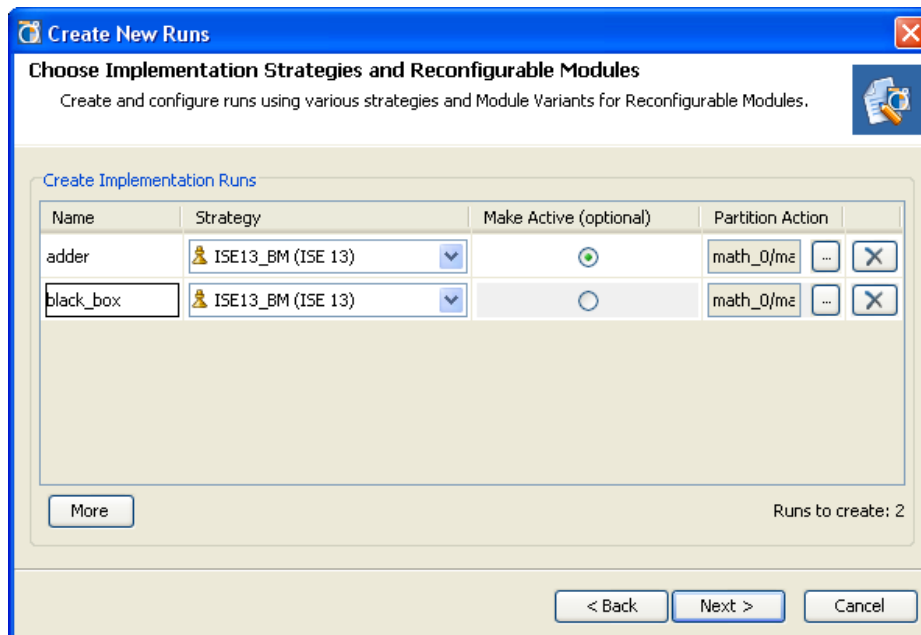 Create New Runs
Choose Implementation Strategies and Reconfigurable Modules
Create and configure runs using various strategies and Module Variants for Reconfigurable Modules.
Create Implementation Runs
Name Strategy Make Active (optional) Partition Action
adder ISE13_BM (ISE 13) math_0/ma ...
black_box ISE13_BM (ISE 13) math_0/ma ...
More Runs to create: 2
< Back Next > Cancel